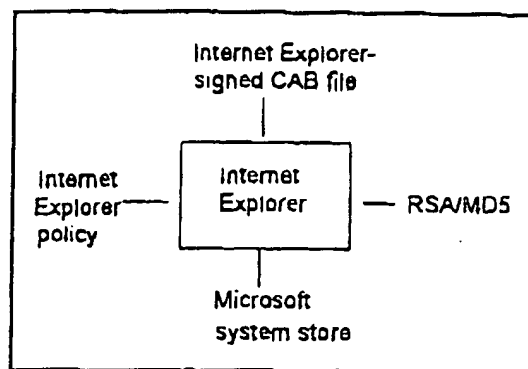 Internet Explorer-
signed CAB file
Internet
Explorer
policy
Internet
Explorer
RSA/MD5
Microsoft
system store